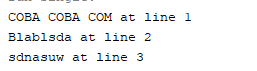 COBA COBA COM at line 1
Blablsda at line 2
sdnasuw at line 3